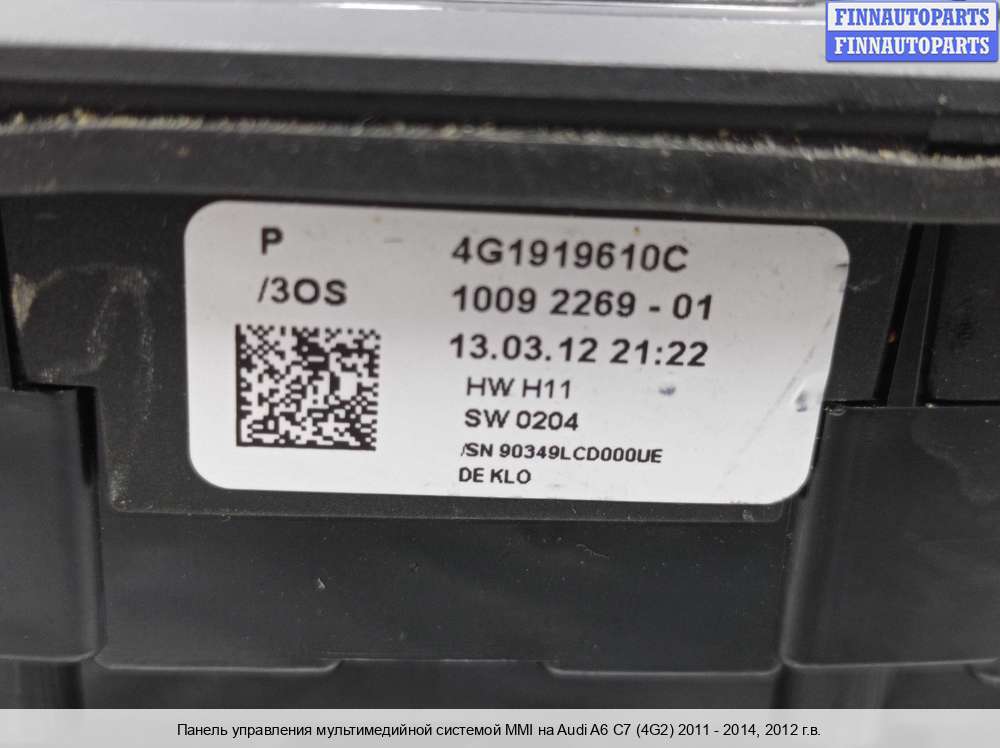 FINNAUTOPARTS
FINNAUTOPARTS
P 4G1919610C
/3OS 1009 2269 - 01
13.03.12 21:22
HW H11
SW 0204
/SN 90349LCD000UE
DE KLO
Панель управления мультимедийной системой MMI на Audi A6 C7 (4G2) 2011 - 2014, 2012 г.в.